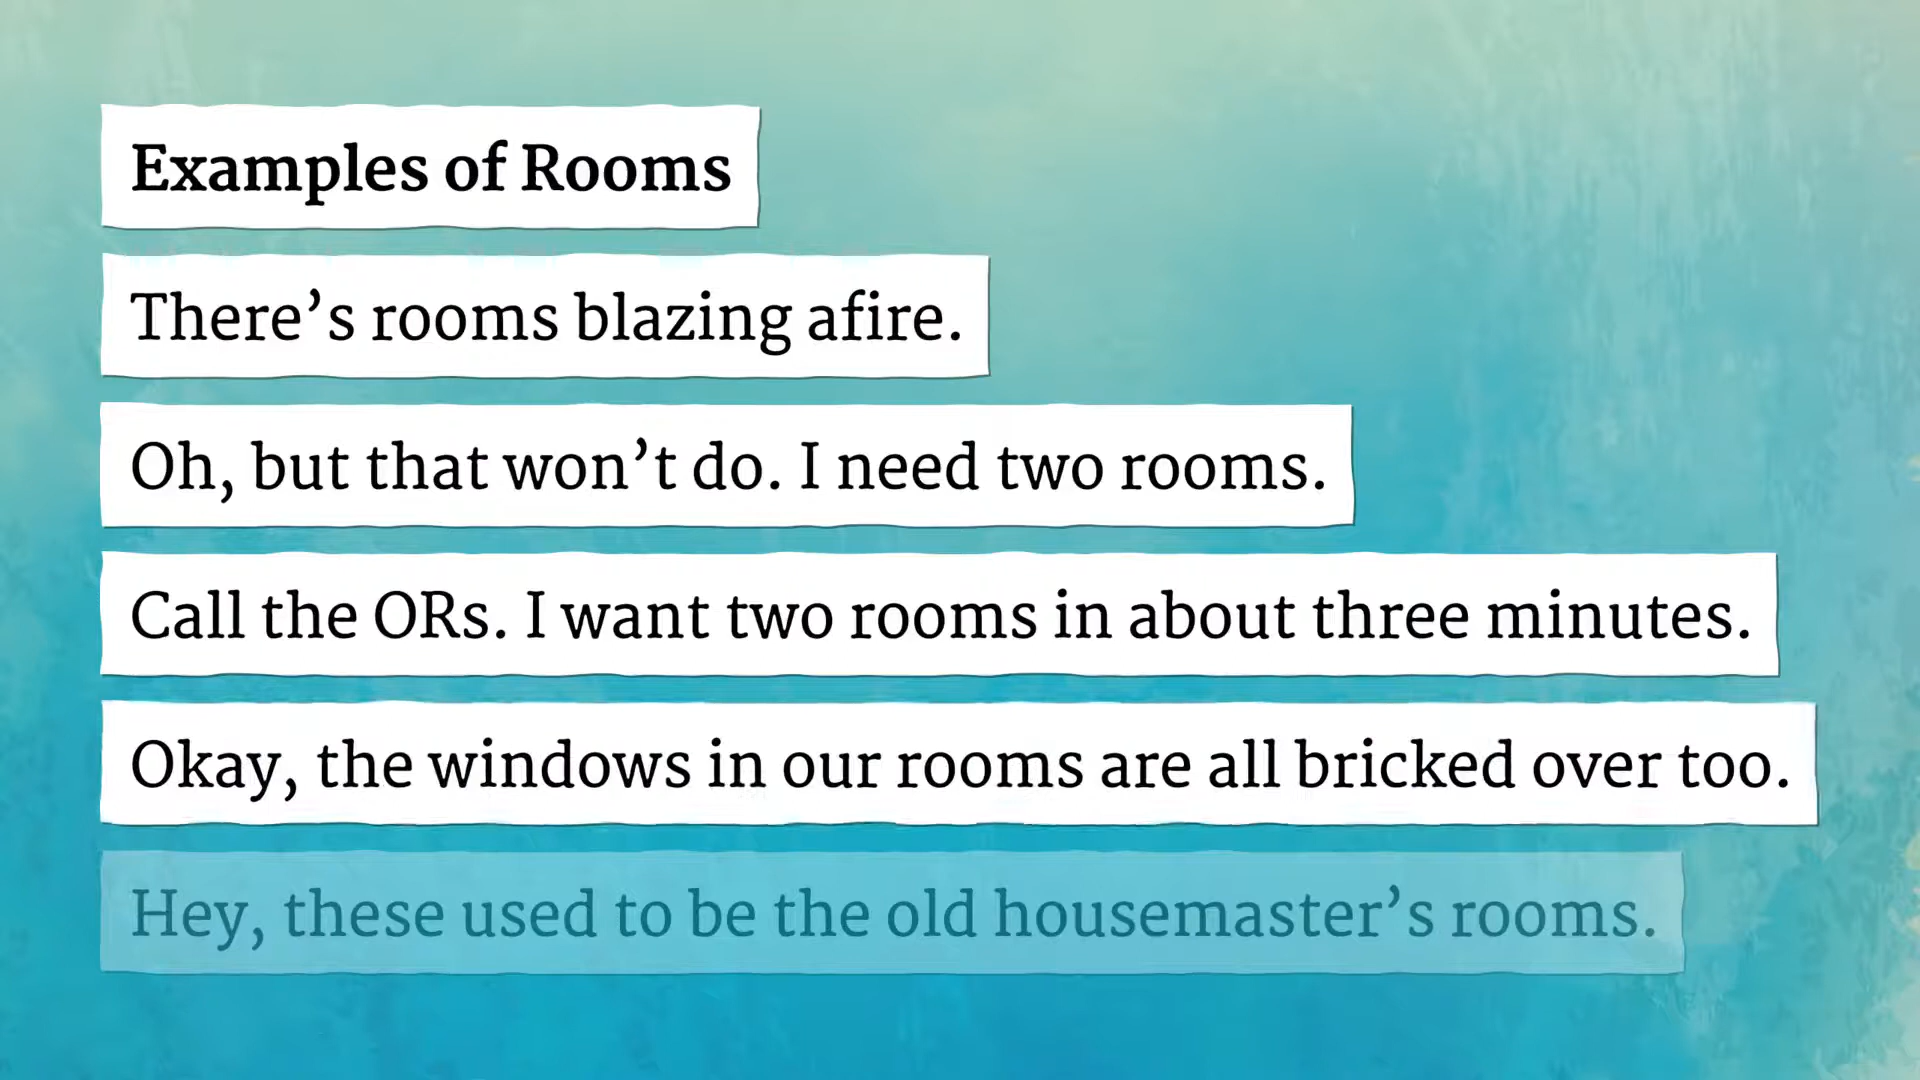 Examples of Rooms
There’s rooms blazing afire.
Oh, but that won’t do. I need two rooms.
Call the ORs. I want two rooms in about three minutes.
Okay, the windows in our rooms are all bricked over too.
Hey, these used to be the old housemaster’s rooms.